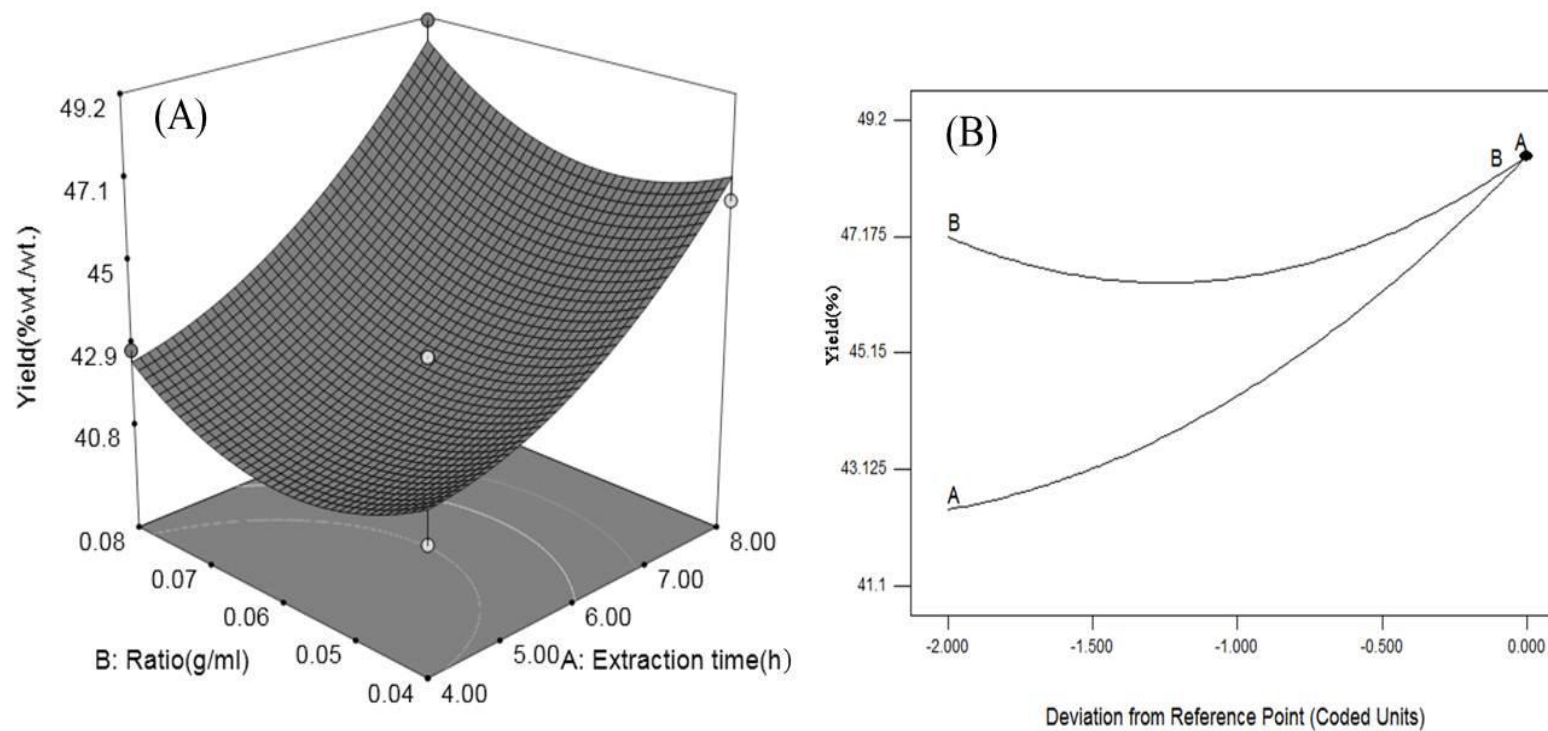 (A)
49.2
47.1
45
42.9
40.8
Yield(%wt./wt.)
0.08
0.07
0.06
0.05
0.04
B: Ratio(g/ml)
4.00
5.00
6.00
7.00
8.00
A: Extraction time(h)
(B)
49.2
47.175
45.15
43.125
41.1
Yield(%)
A
B
B
A
-2.000
-1.500
-1.000
-0.500
0.000
Deviation from Reference Point (Coded Units)